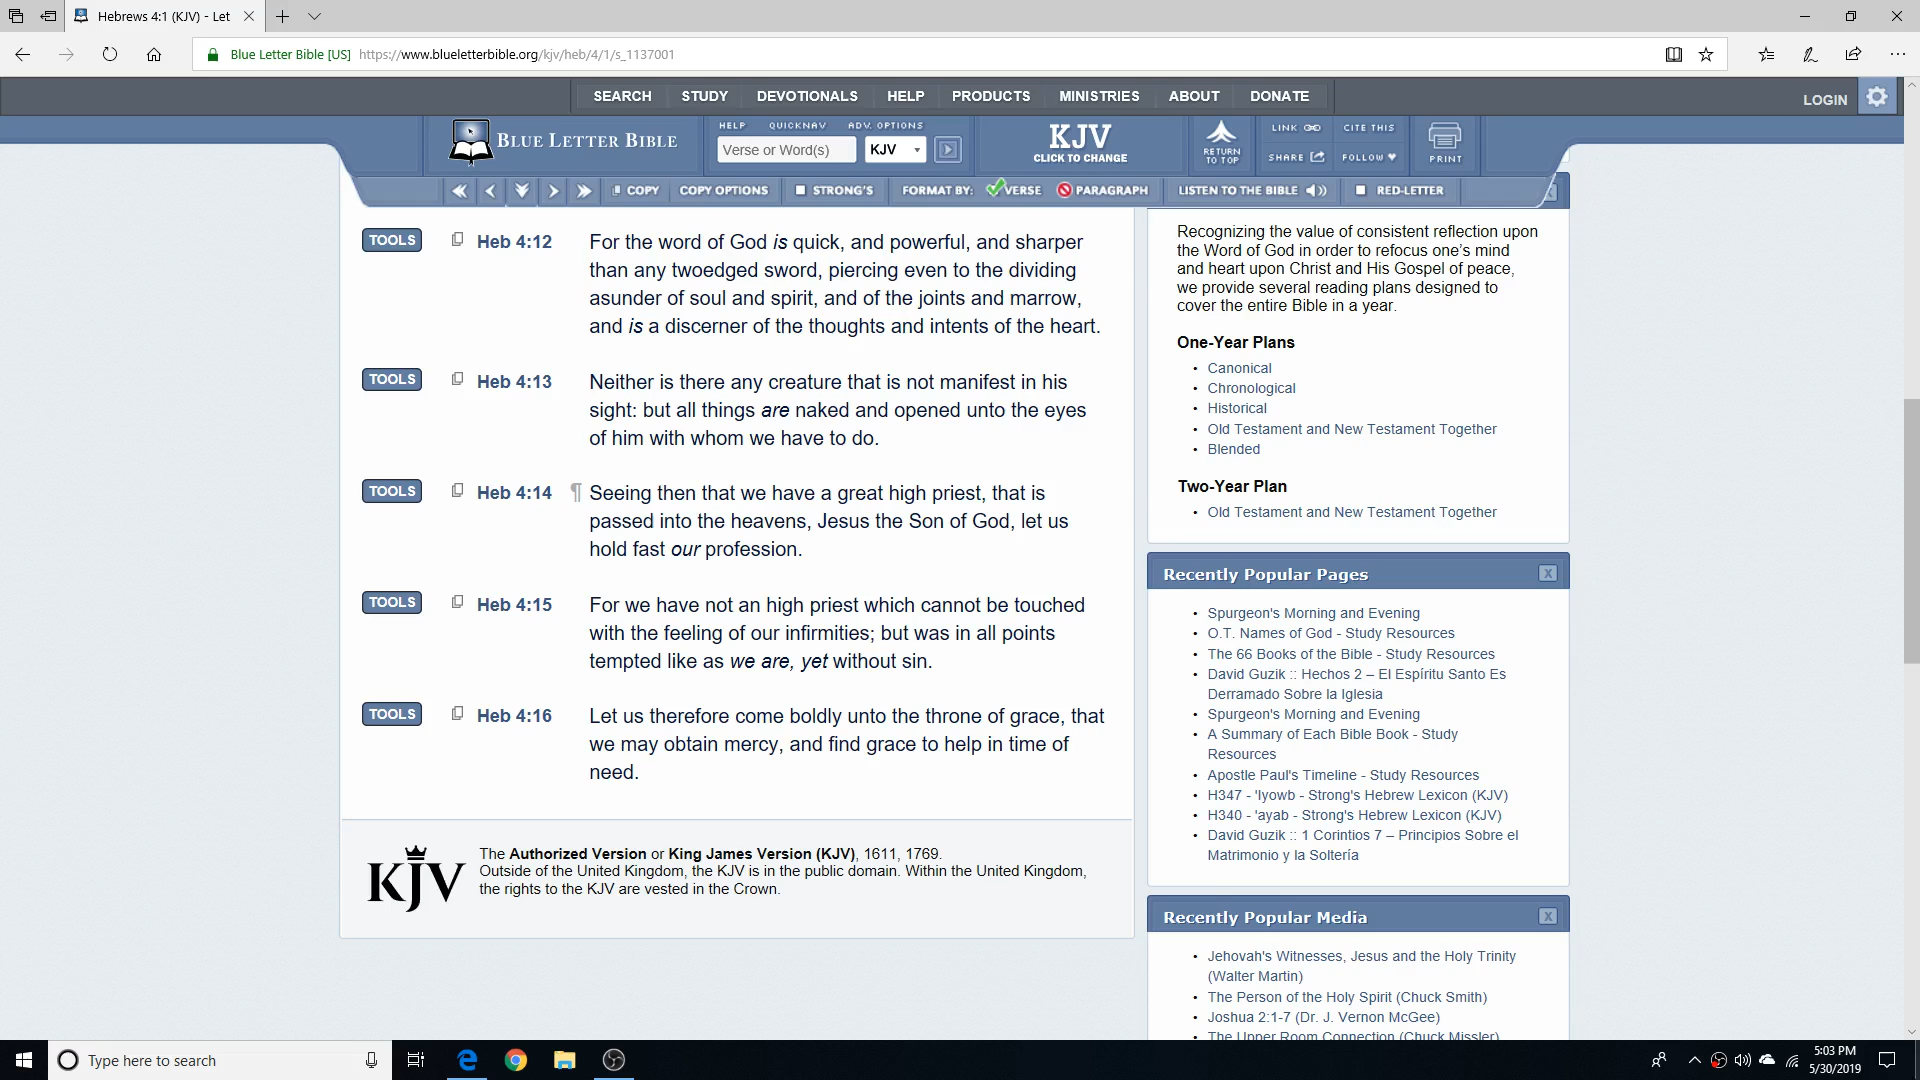 Hebrews 4:1 (KJV) - Let
Blue Letter Bible [US] https://www.blueletterbible.org/kjv/heb/4/1/s_1137001
SEARCH STUDY DEVOTIONALS HELP PRODUCTS MINISTRIES ABOUT DONATE
LOGIN
BLUE LETTER BIBLE
HELP QUICKNAV ADV. OPTIONS
Verse or Word(s) KJV
KJV
CLICK TO CHANGE
RETURN
TO TOP
LINK CITE THIS
SHARE FOLLOW
PRINT
COPY COPY OPTIONS STRONG'S FORMAT BY: VERSE PARAGRAPH LISTEN TO THE BIBLE RED-LETTER
TOOLS Heb 4:12 For the word of God is quick, and powerful, and sharper
than any twoedged sword, piercing even to the dividing
asunder of soul and spirit, and of the joints and marrow,
and is a discerner of the thoughts and intents of the heart.
TOOLS Heb 4:13 Neither is there any creature that is not manifest in his
sight: but all things are naked and opened unto the eyes
of him with whom we have to do.
TOOLS Heb 4:14 ¶ Seeing then that we have a great high priest, that is
passed into the heavens, Jesus the Son of God, let us
hold fast our profession.
TOOLS Heb 4:15 For we have not an high priest which cannot be touched
with the feeling of our infirmities; but was in all points
tempted like as we are, yet without sin.
TOOLS Heb 4:16 Let us therefore come boldly unto the throne of grace, that
we may obtain mercy, and find grace to help in time of
need.
KJV
The Authorized Version or King James Version (KJV), 1611, 1769.
Outside of the United Kingdom, the KJV is in the public domain. Within the United Kingdom,
the rights to the KJV are vested in the Crown.
Recognizing the value of consistent reflection upon
the Word of God in order to refocus one's mind
and heart upon Christ and His Gospel of peace,
we provide several reading plans designed to
cover the entire Bible in a year.
One-Year Plans
• Canonical
• Chronological
• Historical
• Old Testament and New Testament Together
• Blended
Two-Year Plan
• Old Testament and New Testament Together
Recently Popular Pages X
• Spurgeon's Morning and Evening
• O.T. Names of God - Study Resources
• The 66 Books of the Bible - Study Resources
• David Guzik :: Hechos 2 – El Espíritu Santo Es
Derramado Sobre la Iglesia
• Spurgeon's Morning and Evening
• A Summary of Each Bible Book - Study
Resources
• Apostle Paul's Timeline - Study Resources
• H347 - 'Iyowb - Strong's Hebrew Lexicon (KJV)
• H340 - 'ayab - Strong's Hebrew Lexicon (KJV)
• David Guzik :: 1 Corintios 7 – Principios Sobre el
Matrimonio y la Soltería
Recently Popular Media X
• Jehovah's Witnesses, Jesus and the Holy Trinity
(Walter Martin)
• The Person of the Holy Spirit (Chuck Smith)
• Joshua 2:1-7 (Dr. J. Vernon McGee)
• The Upper Room Connection (Chuck Missler)
Type here to search
5:03 PM
5/30/2019